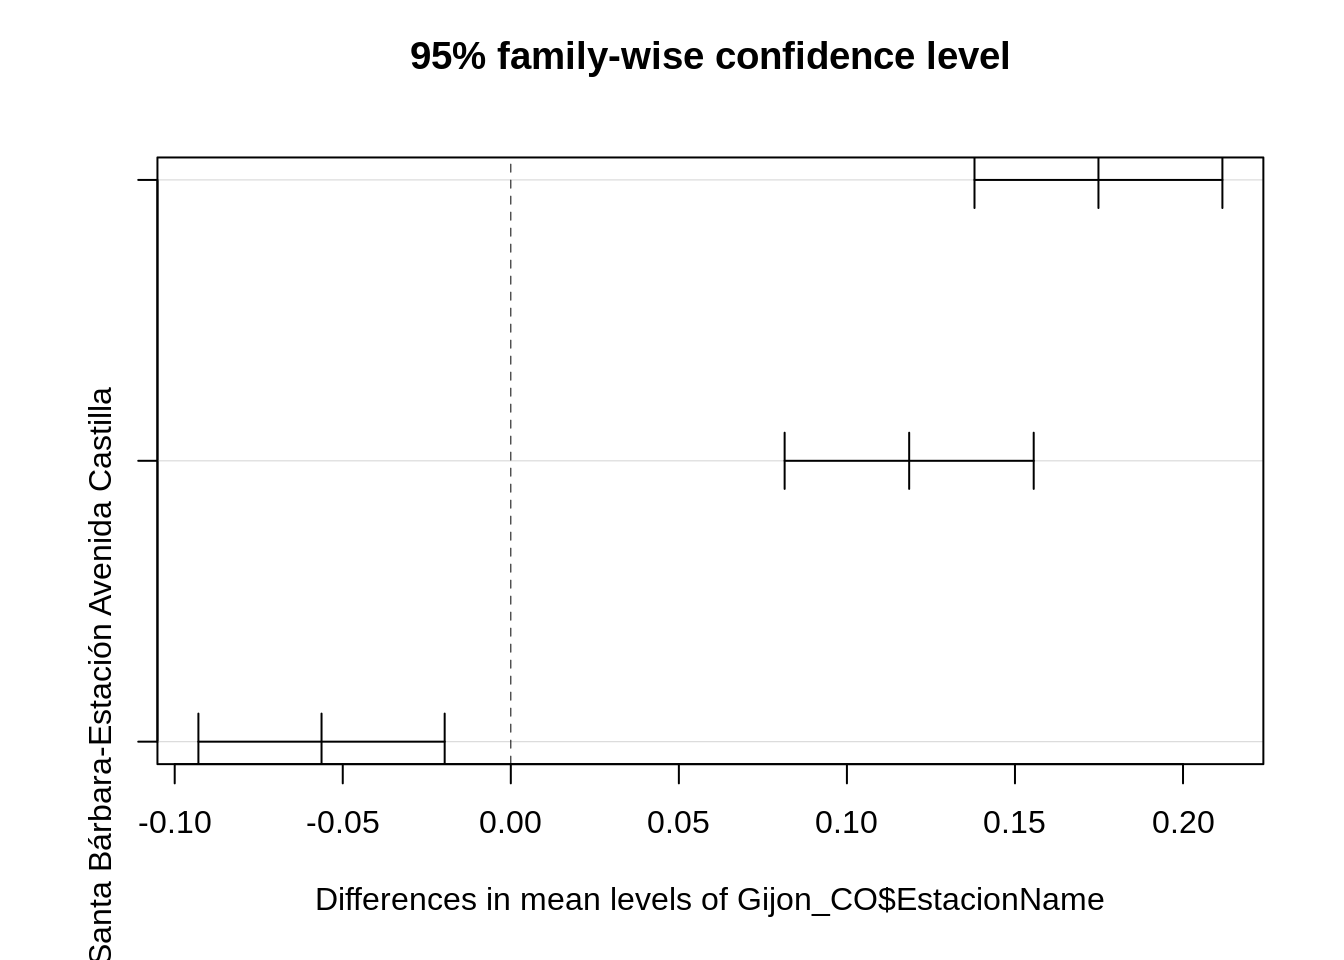 95% family-wise confidence level
Santa Bárbara-Estación Avenida Castilla
-0.10 -0.05 0.00 0.05 0.10 0.15 0.20
Differences in mean levels of Gijon_CO$EstacionName